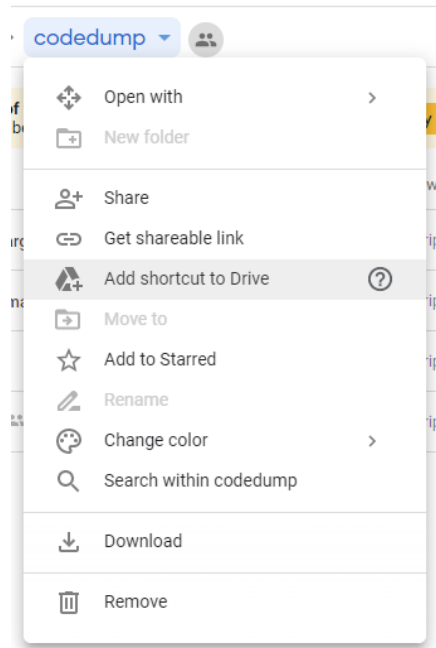 codedump
Open with
New folder
Share
Get shareable link
Add shortcut to Drive
Move to
Add to Starred
Rename
Change color
Search within codedump
Download
Remove